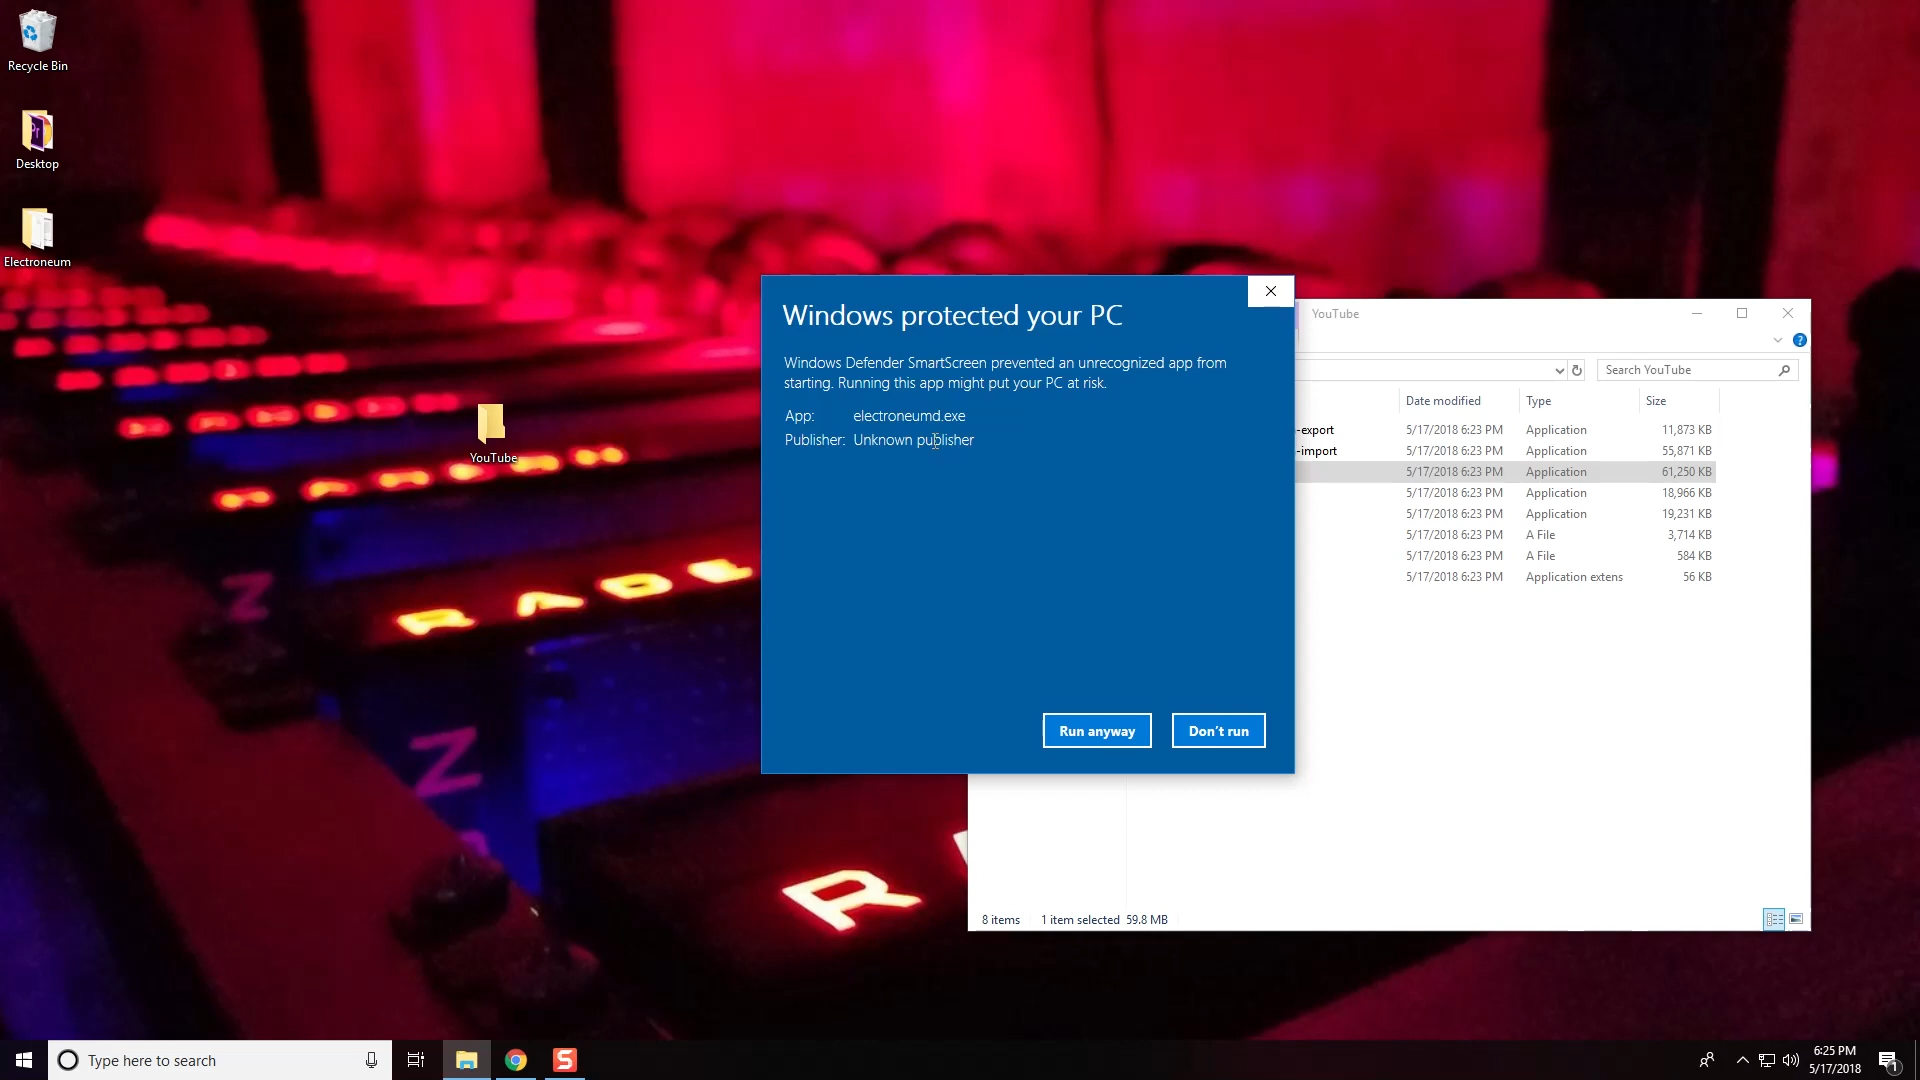 Recycle Bin
Desktop
Electroneum
YouTube
Windows protected your PC
Windows Defender SmartScreen prevented an unrecognized app from
starting. Running this app might put your PC at risk.
App: electroneumd.exe
Publisher: Unknown publisher
Run anyway
Don't run
YouTube
Search YouTube
Date modified Type Size
-export 5/17/2018 6:23 PM Application 11,873 KB
-import 5/17/2018 6:23 PM Application 55,871 KB
5/17/2018 6:23 PM Application 61,250 KB
5/17/2018 6:23 PM Application 18,966 KB
5/17/2018 6:23 PM Application 19,231 KB
5/17/2018 6:23 PM A File 3,714 KB
5/17/2018 6:23 PM A File 584 KB
5/17/2018 6:23 PM Application extens 56 KB
8 items 1 item selected 59.8 MB
RADE
Z
Z
R
Type here to search
6:25 PM
5/17/2018
1